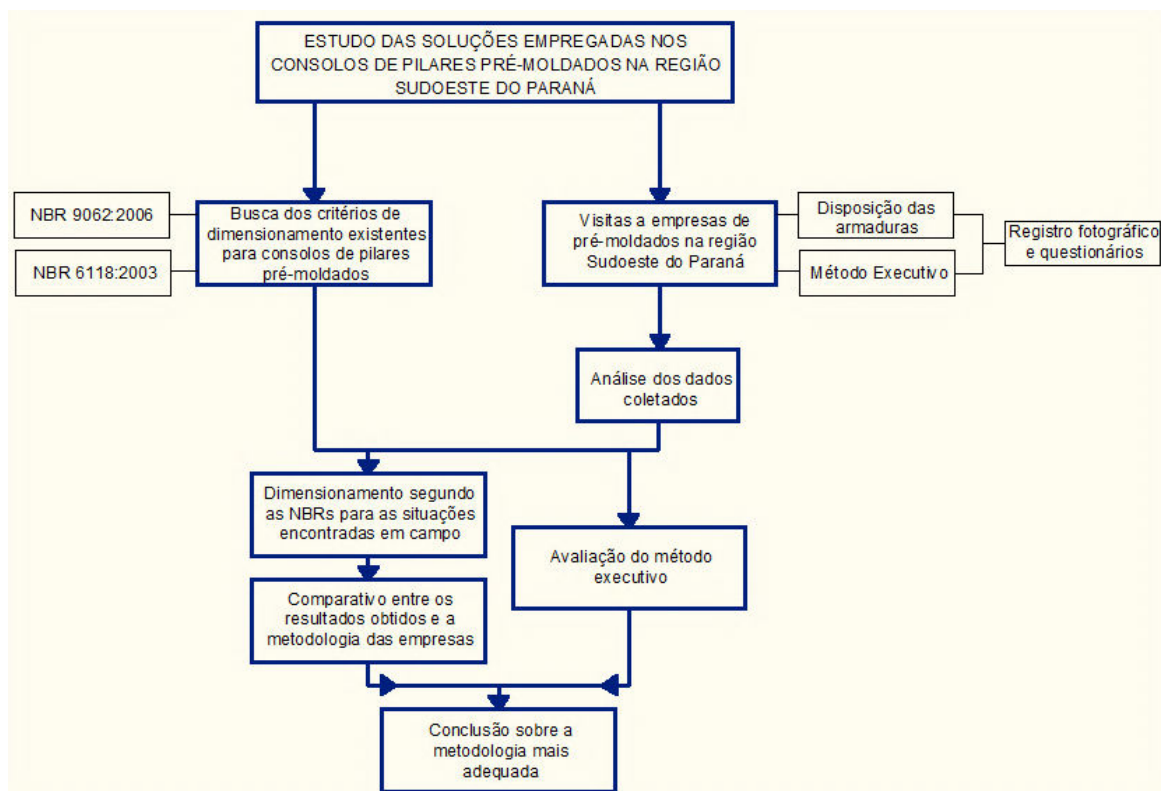 ESTUDO DAS SOLUÇÕES EMPREGADAS NOS
CONSOLOS DE PILARES PRÉ-MOLDADOS NA REGIÃO
SUDOESTE DO PARANÁ
NBR 9062:2006
NBR 6118:2003
Busca dos critérios de
dimensionamento existentes
para consolos de pilares
pré-moldados
Visitas a empresas de
pré-moldados na região
Sudoeste do Paraná
Disposição das
armaduras
Método Executivo
Registro fotográfico
e questionários
Análise dos dados
coletados
Dimensionamento segundo
as NBRs para as situações
encontradas em campo
Avaliação do método
executivo
Comparativo entre os
resultados obtidos e a
metodologia das empresas
Conclusão sobre a
metodologia mais
adequada